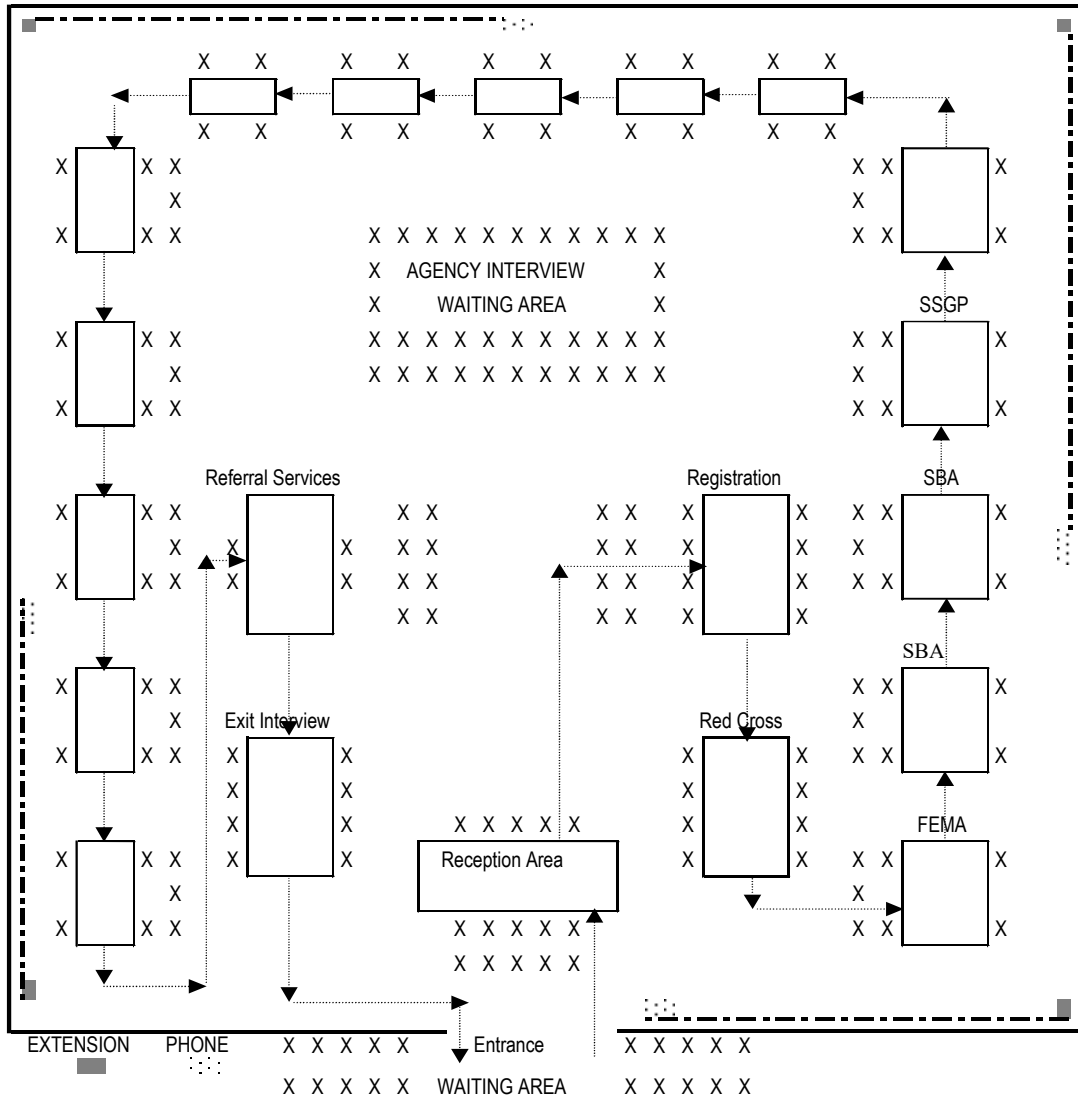 X X X X X X X X X X
X X X X X X X X X X
X X X X X X
X X
X X X X X X X X X X X X X X X X X
X AGENCY INTERVIEW X
X WAITING AREA X
SSGP
X X X X X X X X X X X X X X X X X
X X X X X X X X X X X X X
X X X X X X
Referral Services Registration SBA
X X X X X X X X X X X X
X X X X X X X X X X
X X X X X X X X X X X X X X
X X X X X X
SBA
X X X X X X
X Exit Interview Red Cross X
X X X X X X X X X X
X X X X
X X X X X X X X X FEMA
X X X X X X X X X X
Reception Area
X X
X X X X X X X X X X X
X X X X X
EXTENSION PHONE X X X X X Entrance X X X X X
X X X X X WAITING AREA X X X X X